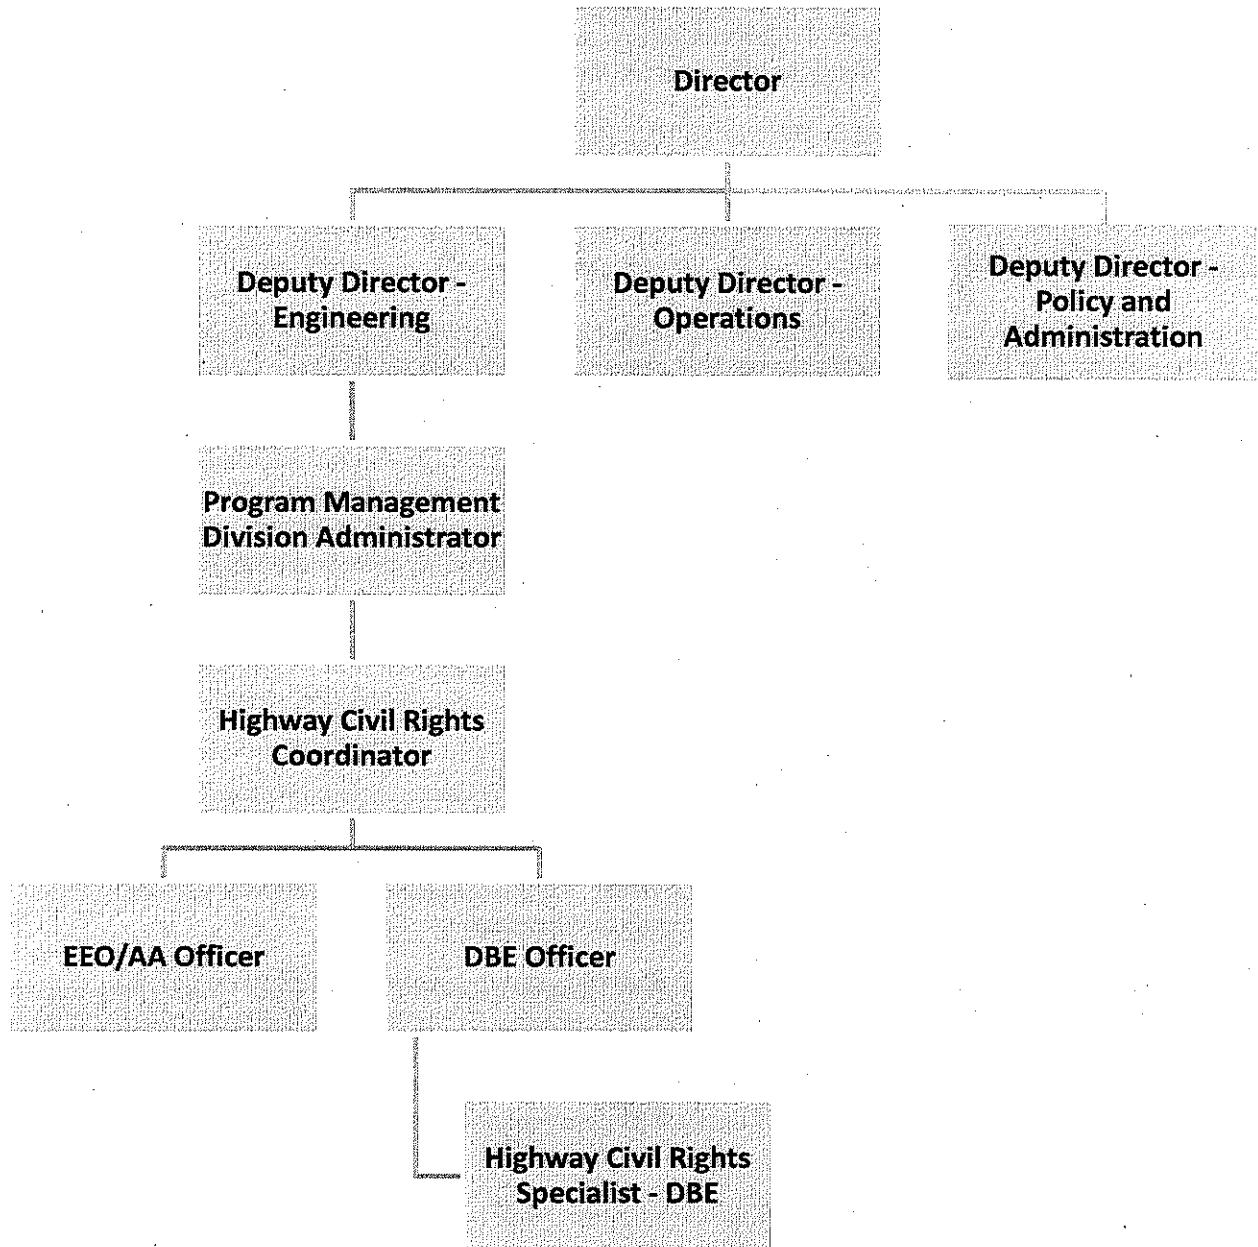 Director
Deputy Director -
Engineering
Deputy Director -
Operations
Deputy Director -
Policy and
Administration
Program Management
Division Administrator
Highway Civil Rights
Coordinator
EEO/AA Officer
DBE Officer
Highway Civil Rights
Specialist - DBE